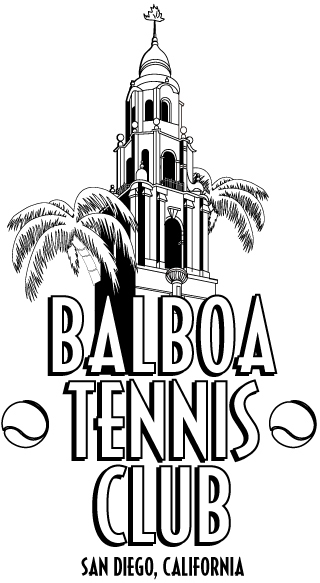 BALBOA
TENNIS
CLUB
SAN DIEGO, CALIFORNIA